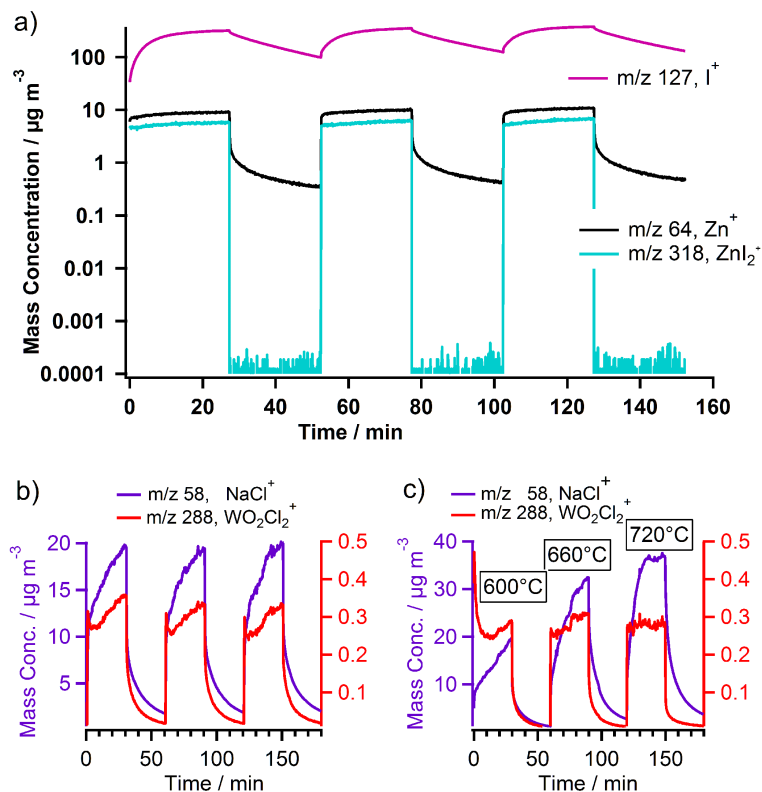 a)
Mass Concentration / µg m⁻³
100
10
1
0.1
0.01
0.001
0.0001
m/z 127, I⁺
m/z 64, Zn⁺
m/z 318, ZnI₂⁺
0 20 40 60 80 100 120 140 160
Time / min
b)
m/z 58, NaCl⁺
m/z 288, WO₂Cl₂⁺
Mass Conc. / µg m⁻³
20
15
10
5
0.5
0.4
0.3
0.2
0.1
0 50 100 150
Time / min
c)
m/z 58, NaCl⁺
m/z 288, WO₂Cl₂⁺
Mass Conc. / µg m⁻³
40
30
20
10
600°C
660°C
720°C
0.5
0.4
0.3
0.2
0.1
0 50 100 150
Time / min